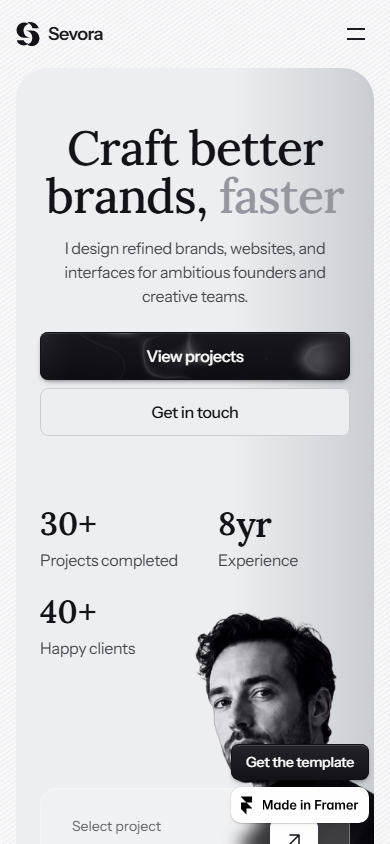 Sevora
Craft better
brands, faster
I design refined brands, websites, and
interfaces for ambitious founders and
creative teams.
View projects
Get in touch
30+
Projects completed
8yr
Experience
40+
Happy clients
Get the template
Made in Framer
Select project